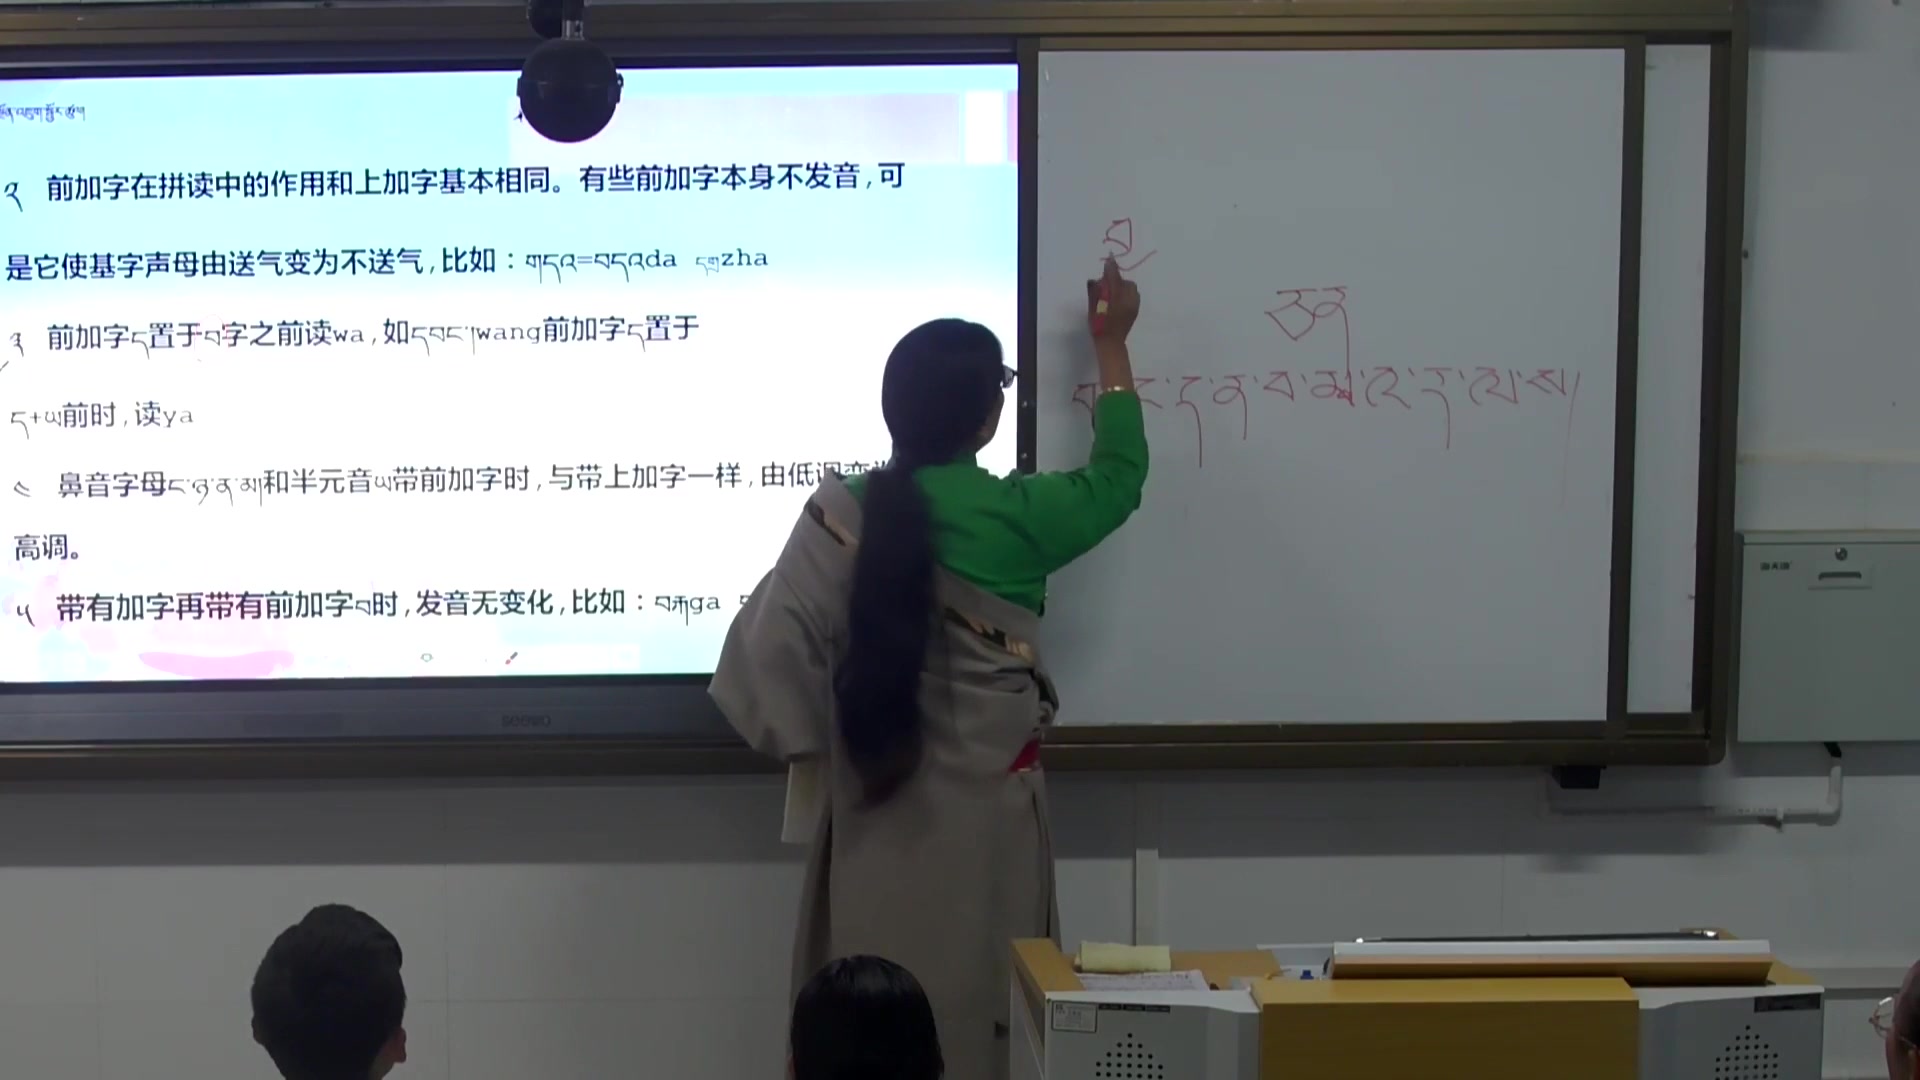 སྔོན་འཇུག་སྦྱོར་ཚུལ
༢ 前加字在拼读中的作用和上加字基本相同。有些前加字本身不发音,可
是它使基字声母由送气变为不送气,比如：གདའ=བདའda དགྲzha
༣ 前加字ད置于བ字之前读wa,如དབང་།wang前加字ད置于
ད+ཡ前时,读ya
༤ 鼻音字母ང་ཉ་ན་མ།和半元音ཡ带前加字时,与带上加字一样,由低调变为
高调。
༥ 带有加字再带有前加字བ时,发音无变化,比如：བརྐga
seewo
ཅན
ག་ང་ད་ན་བ་མ་འ་ར་ལ་ས།